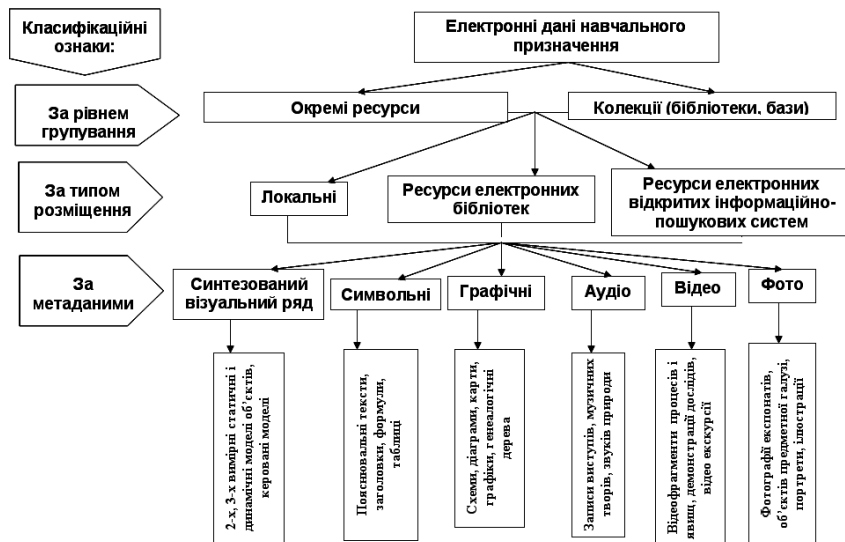 Класифікаційні
ознаки:
Електронні дані навчального
призначення
За рівнем
групування
Окремі ресурси
Колекції (бібліотеки, бази)
За типом
розміщення
Локальні
Ресурси електронних
бібліотек
Ресурси електронних
відкритих інформаційно-
пошукових систем
За
метаданими
Синтезований
візуальний ряд
Символьні
Графічні
Аудіо
Відео
Фото
2-х, 3-х вимірні статичні і
динамічні моделі об’єктів,
керовані моделі
Пояснювальні тексти,
заголовки, формули,
таблиці
Схеми, діаграми, карти,
графіки, генеалогічні
дерева
Записи виступів, музичних
творів, звуків природи
Відеофрагменти процесів і
явищ, демонстрації дослідів,
відео екскурсії
Фотографії експонатів,
об’єктів предметної галузі,
портрети, ілюстрації